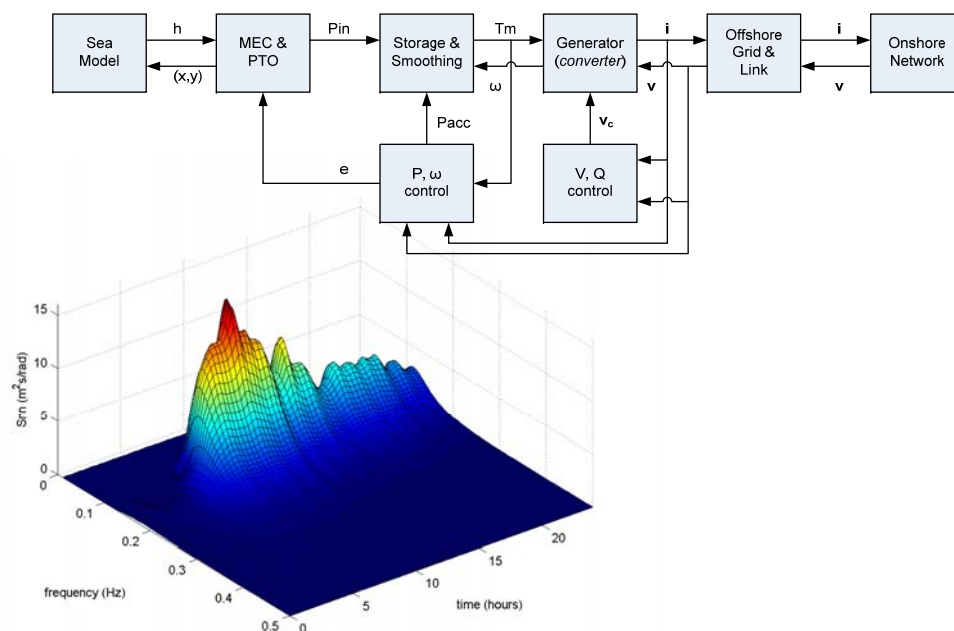 h
Pin
Tm
i
i
Sea
Model
MEC &
PTO
Storage &
Smoothing
Generator
(converter)
Offshore
Grid &
Link
Onshore
Network
(x,y)
ω
v
v
Pacc
vc
e
P, ω
control
V, Q
control
15
10
5
0
Srn (m²s/rad)
0
0.1
0.2
0.3
0.4
0.5
frequency (Hz)
0
5
10
15
20
time (hours)